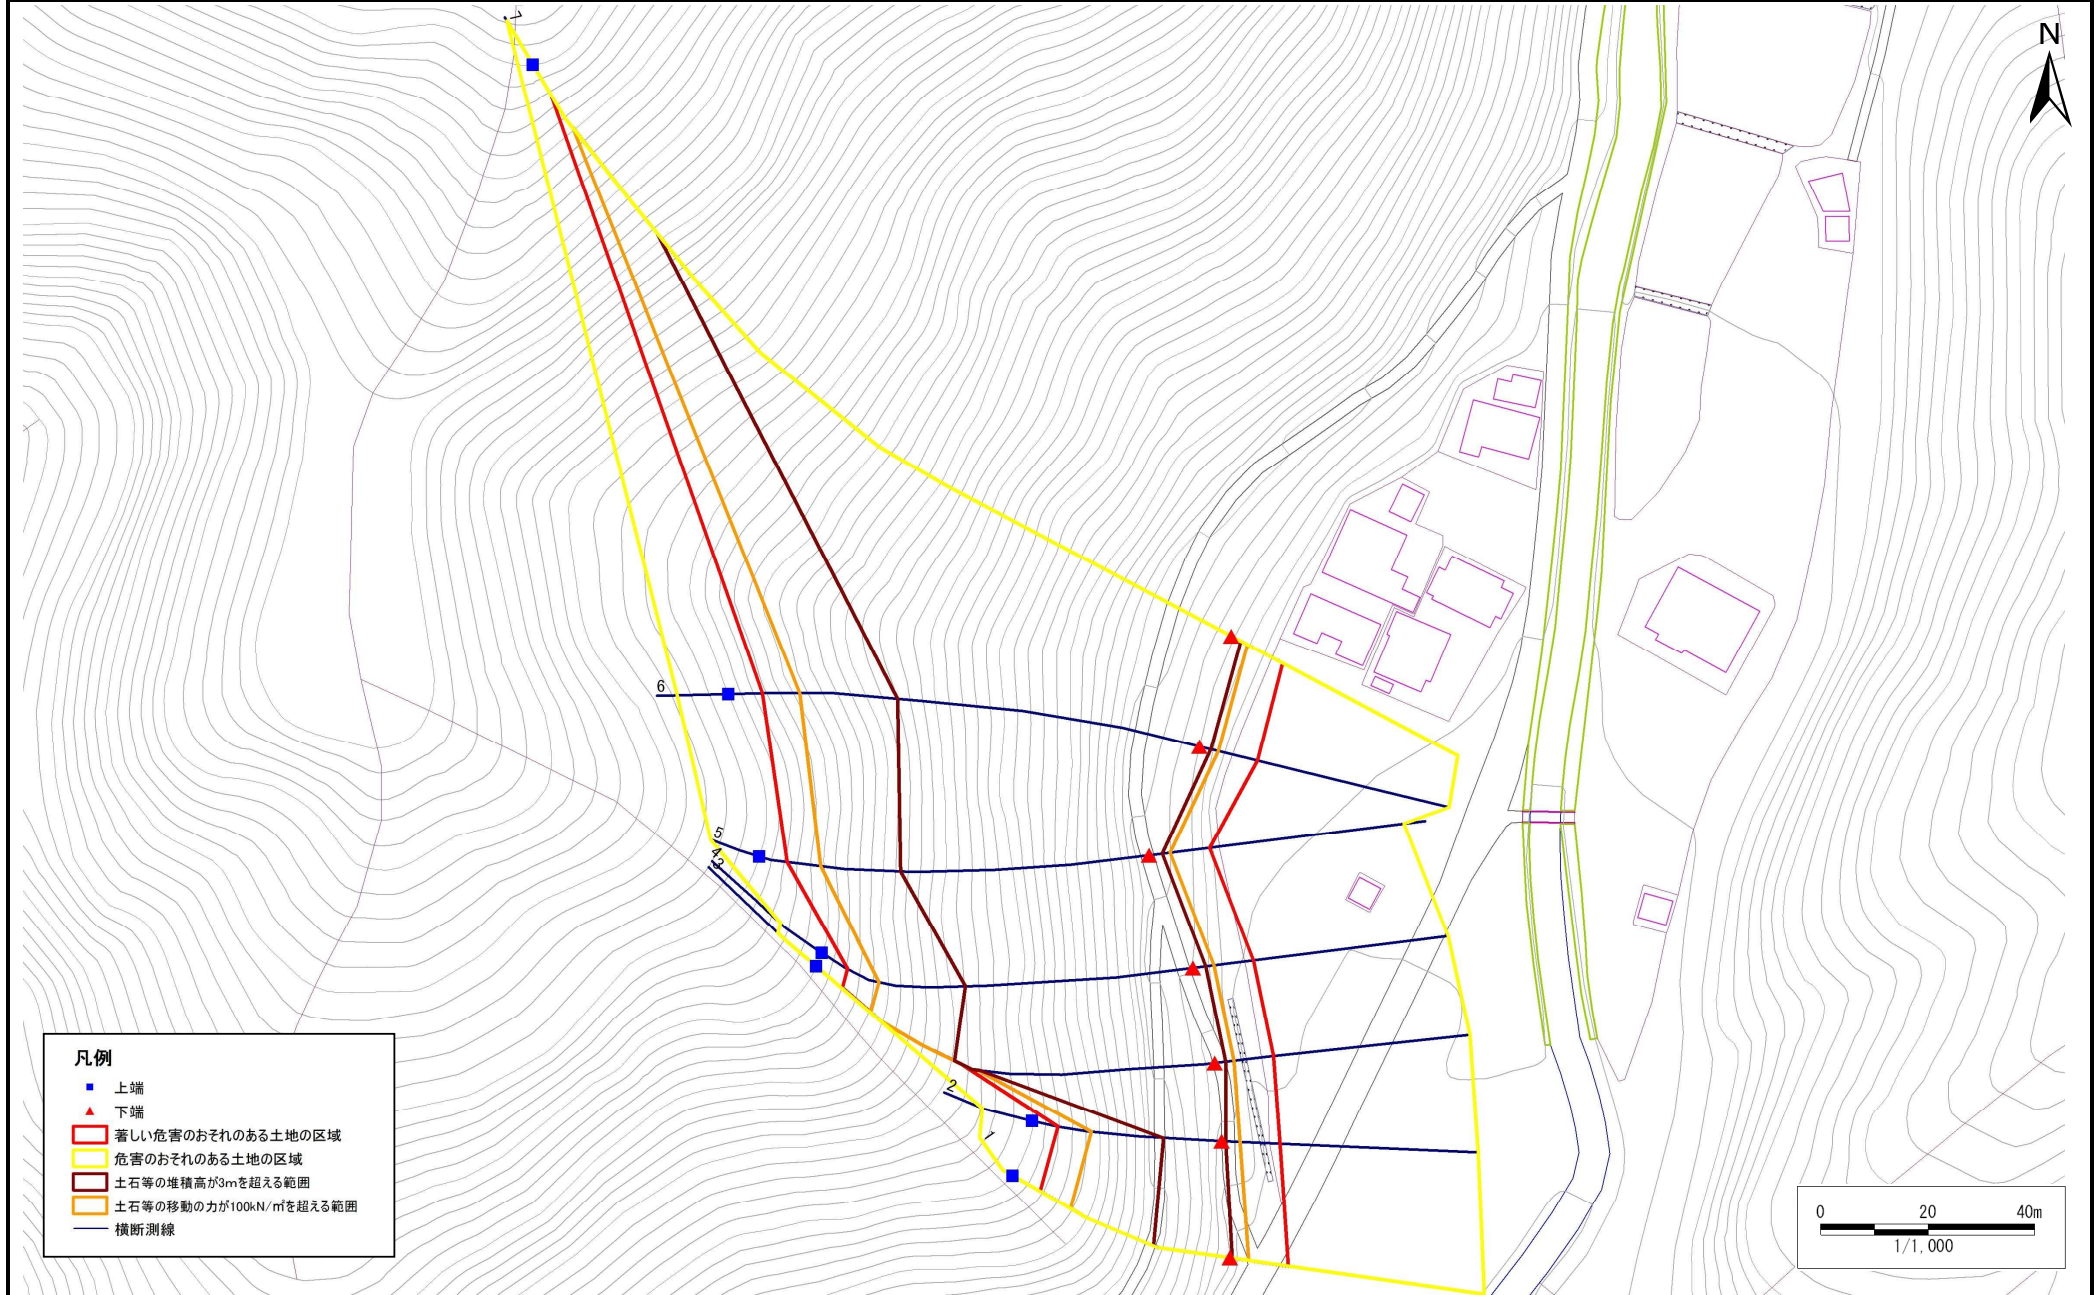 7
N
6
5
4
3
2
1
凡例
上端
下端
著しい危害のおそれのある土地の区域
危害のおそれのある土地の区域
土石等の堆積高が3mを超える範囲
土石等の移動の力が100kN/㎡を超える範囲
横断測線
0 20 40m
1/1,000